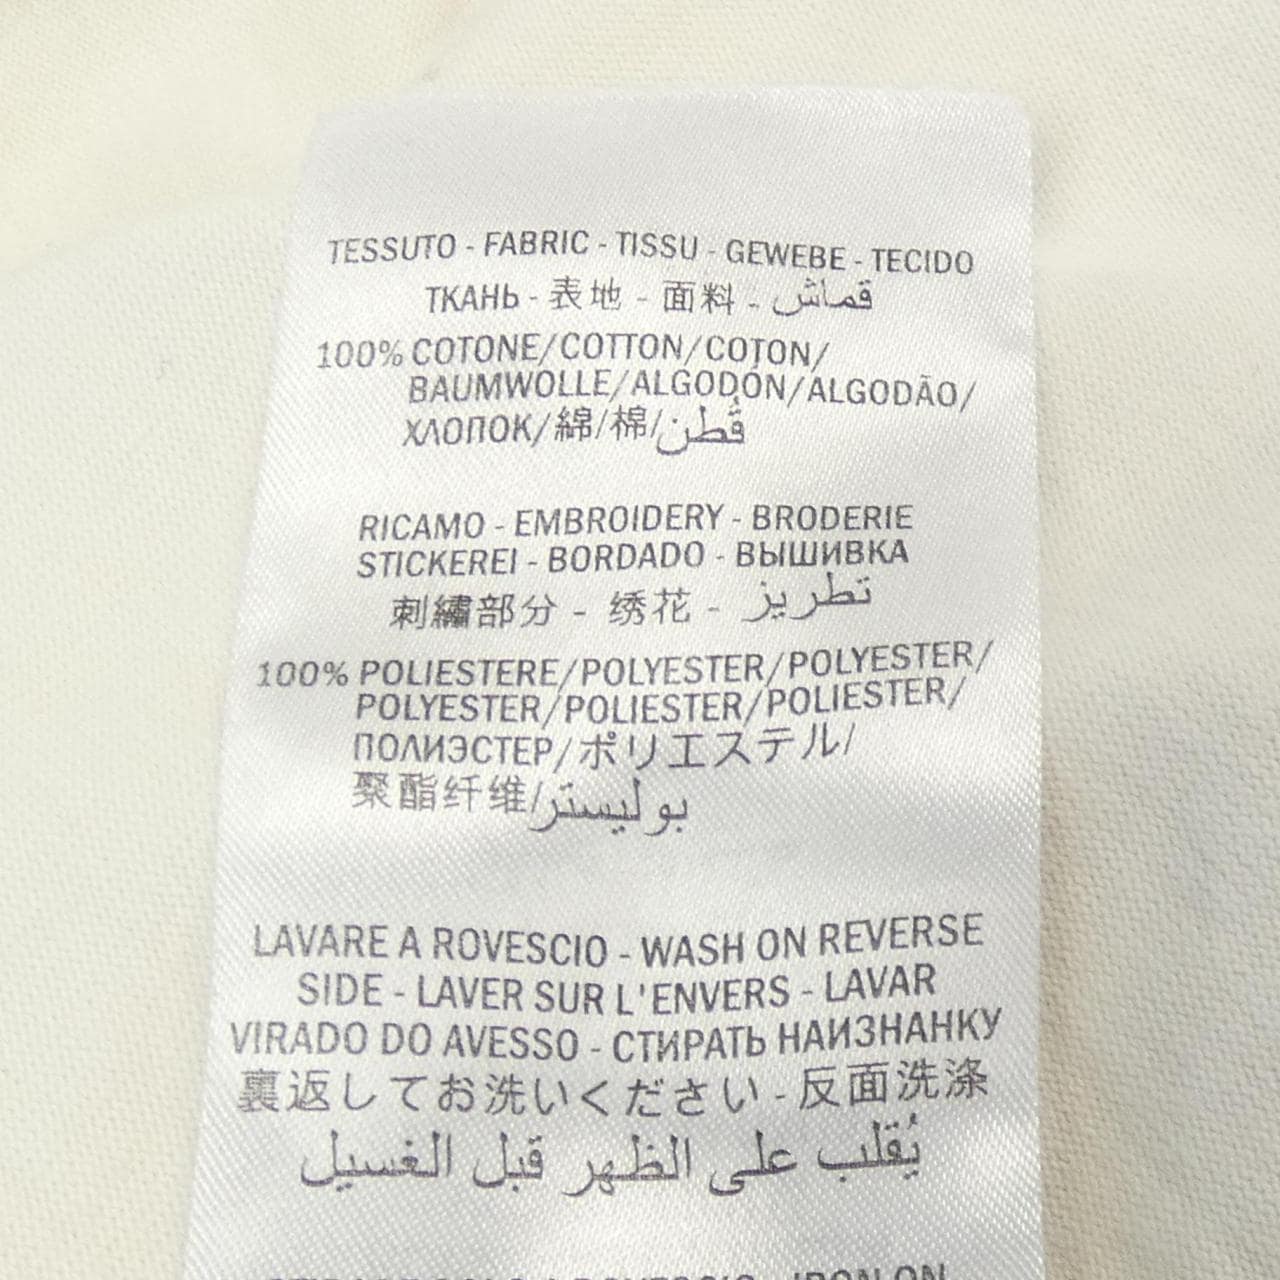 TESSUTO - FABRIC - TISSU - GEWEBE - TECIDO
ТКАНЬ - 表地 - 面料 - قماش
100% COTONE/COTTON/COTON/
BAUMWOLLE/ALGODÓN/ALGODÃO/
ХЛОПОК/綿/棉/قُطن
RICAMO - EMBROIDERY - BRODERIE
STICKEREI - BORDADO - ВЫШИВКА
刺繍部分 - 绣花 - تطريز
100% POLIESTERE/POLYESTER/POLYESTER/
POLYESTER/POLIESTER/POLIESTER/
ПОЛИЭСТЕР/ポリエステル/
聚酯纤维/بوليستر
LAVARE A ROVESCIO - WASH ON REVERSE
SIDE - LAVER SUR L'ENVERS - LAVAR
VIRADO DO AVESSO - СТИРАТЬ НАИЗНАНКУ
裏返してお洗いください - 反面洗涤
يُقلب على الظهر قبل الغسيل